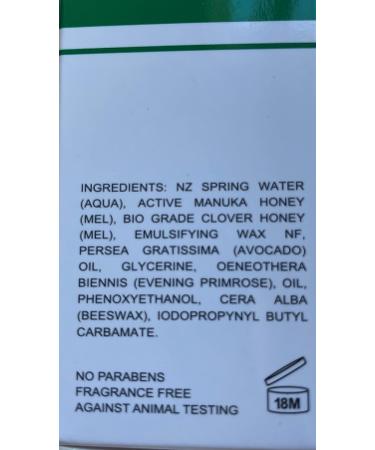 INGREDIENTS: NZ SPRING WATER
(AQUA), ACTIVE MANUKA HONEY
(MEL), BIO GRADE CLOVER HONEY
(MEL), EMULSIFYING WAX NF,
PERSEA GRATISSIMA (AVOCADO)
OIL, GLYCERINE, OENEOTHERA
BIENNIS (EVENING PRIMROSE), OIL,
PHENOXYETHANOL, CERA ALBA
(BEESWAX), IODOPROPYNYL BUTYL
CARBAMATE.
NO PARABENS
FRAGRANCE FREE
AGAINST ANIMAL TESTING
18M